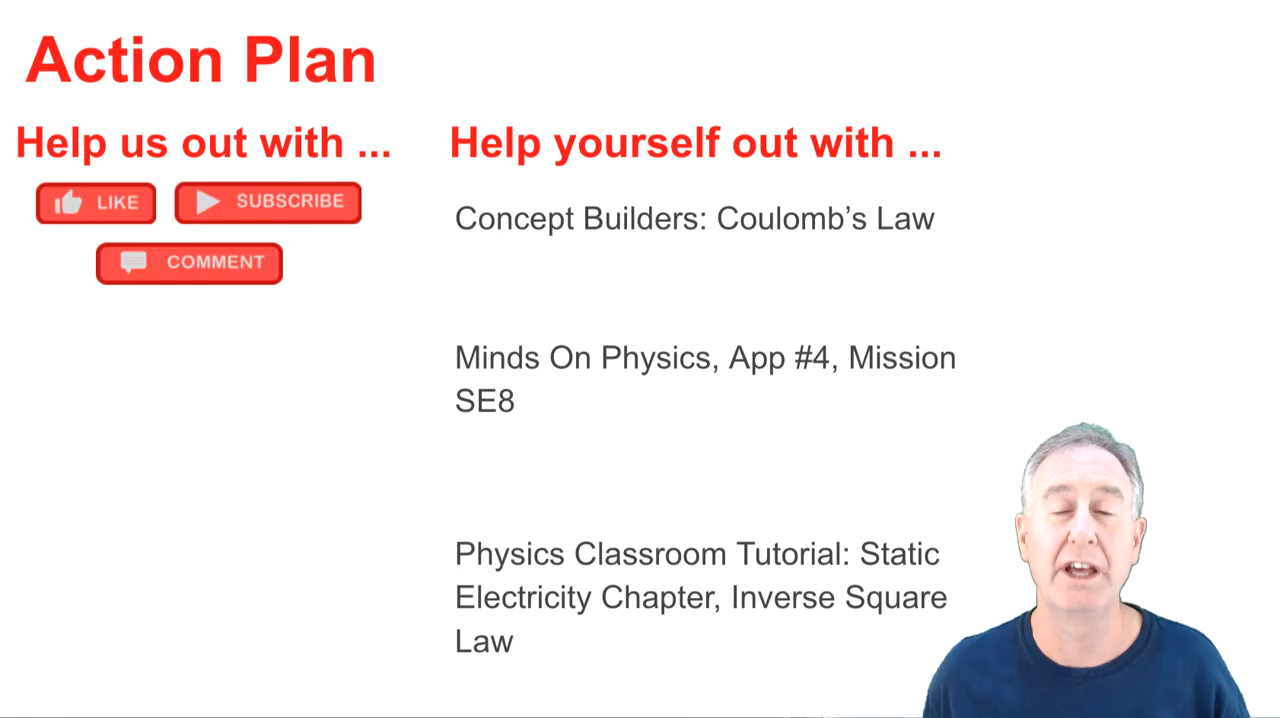 Action Plan
Help us out with ...
LIKE
SUBSCRIBE
COMMENT
Help yourself out with ...
Concept Builders: Coulomb’s Law
Minds On Physics, App #4, Mission
SE8
Physics Classroom Tutorial: Static
Electricity Chapter, Inverse Square
Law